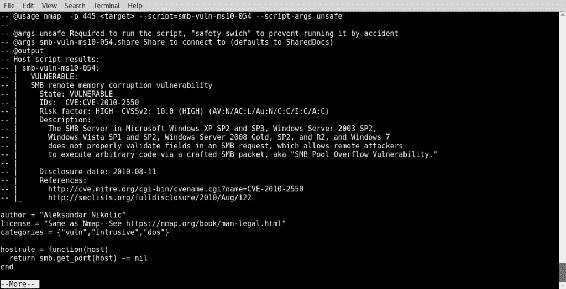 File Edit View Search Terminal Help
-- @usage nmap -p 445 <target> --script=smb-vuln-ms10-054 --script-args unsafe
--
-- @args unsafe Required to run the script, "safety swich" to prevent running it by accident
-- @args smb-vuln-ms10-054.share Share to connect to (defaults to SharedDocs)
-- @output
-- Host script results:
-- | smb-vuln-ms10-054:
-- |   VULNERABLE:
-- |   SMB remote memory corruption vulnerability
-- |     State: VULNERABLE
-- |     IDs:  CVE:CVE-2010-2550
-- |     Risk factor: HIGH  CVSSv2: 10.0 (HIGH) (AV:N/AC:L/Au:N/C:C/I:C/A:C)
-- |     Description:
-- |       The SMB Server in Microsoft Windows XP SP2 and SP3, Windows Server 2003 SP2,
-- |       Windows Vista SP1 and SP2, Windows Server 2008 Gold, SP2, and R2, and Windows 7
-- |       does not properly validate fields in an SMB request, which allows remote attackers
-- |       to execute arbitrary code via a crafted SMB packet, aka "SMB Pool Overflow Vulnerability."
-- |
-- |     Disclosure date: 2010-08-11
-- |     References:
-- |       http://cve.mitre.org/cgi-bin/cvename.cgi?name=CVE-2010-2550
-- |_      http://seclists.org/fulldisclosure/2010/Aug/122

author = "Aleksandar Nikolic"
license = "Same as Nmap--See https://nmap.org/book/man-legal.html"
categories = {"vuln","intrusive","dos"}

hostrule = function(host)
  return smb.get_port(host) ~= nil
end

--More--